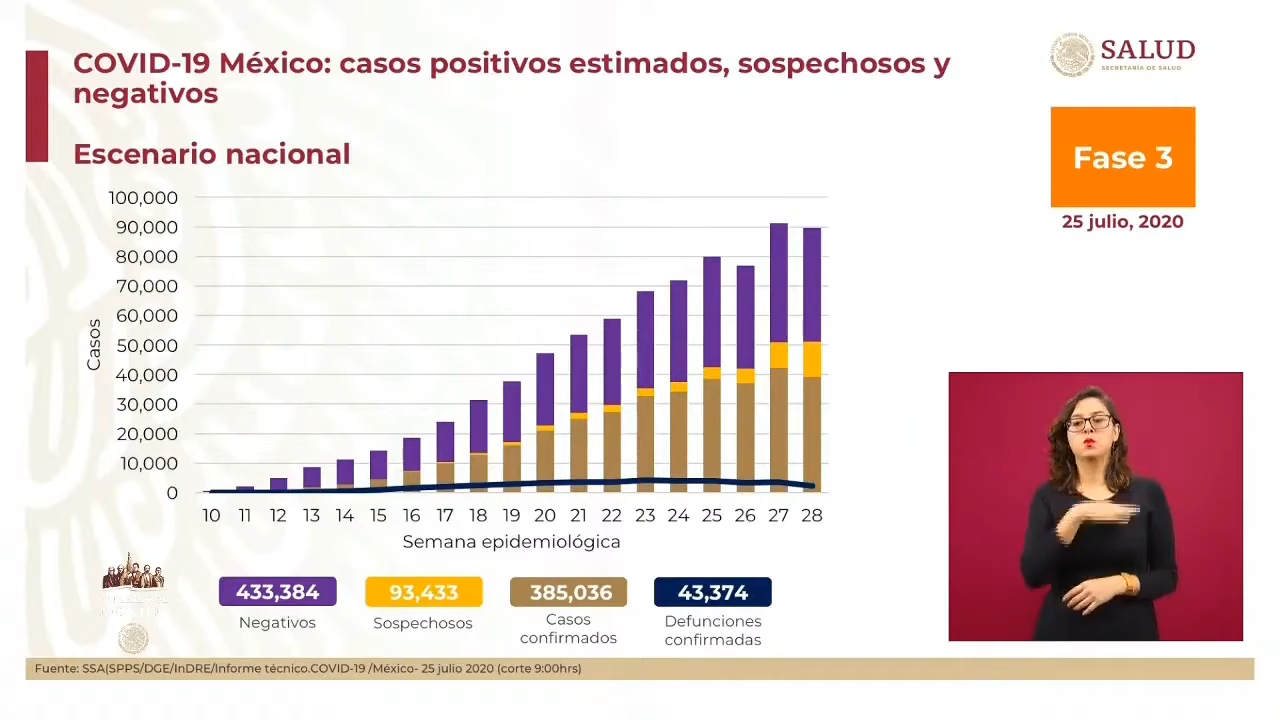 COVID-19 México: casos positivos estimados, sospechosos y
negativos
Escenario nacional
SALUD
SECRETARÍA DE SALUD
Fase 3
25 julio, 2020
100,000
90,000
80,000
70,000
60,000
50,000
40,000
30,000
20,000
10,000
0
Casos
10 11 12 13 14 15 16 17 18 19 20 21 22 23 24 25 26 27 28
Semana epidemiológica
433,384
Negativos
93,433
Sospechosos
385,036
Casos
confirmados
43,374
Defunciones
confirmadas
Fuente: SSA(SPPS/DGE/InDRE/Informe técnico.COVID-19 /México- 25 julio 2020 (corte 9:00hrs)